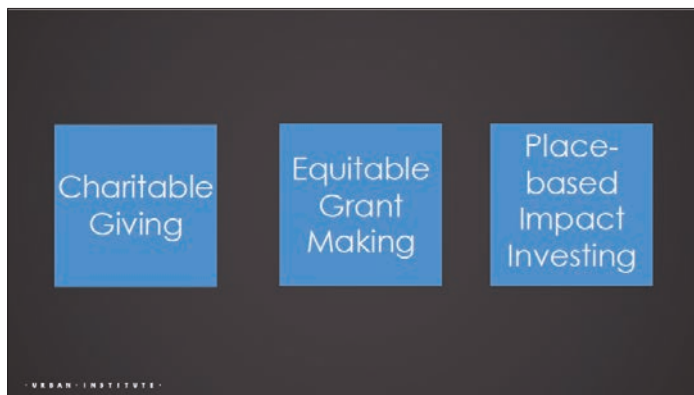 Charitable
Giving
Equitable
Grant
Making
Place-
based
Impact
Investing
· URBAN · INSTITUTE ·